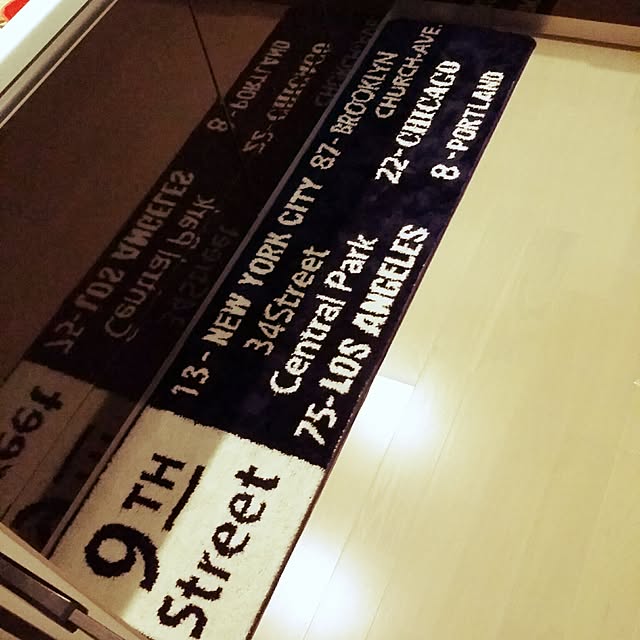 9TH
Street
13- NEW YORK CITY 87- BROOKLYN
34Street CHURCH AVE
Central Park 22-CHICAGO
75-LOS ANGELES 8-PORTLAND